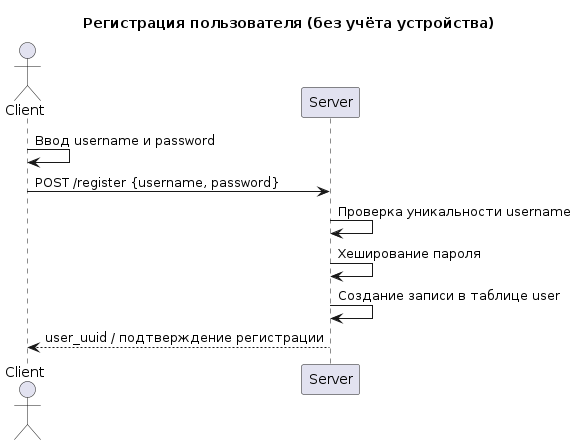 Регистрация пользователя (без учёта устройства)
Client
Server
Ввод username и password
POST /register {username, password}
Проверка уникальности username
Хеширование пароля
Создание записи в таблице user
user_uuid / подтверждение регистрации
Client
Server